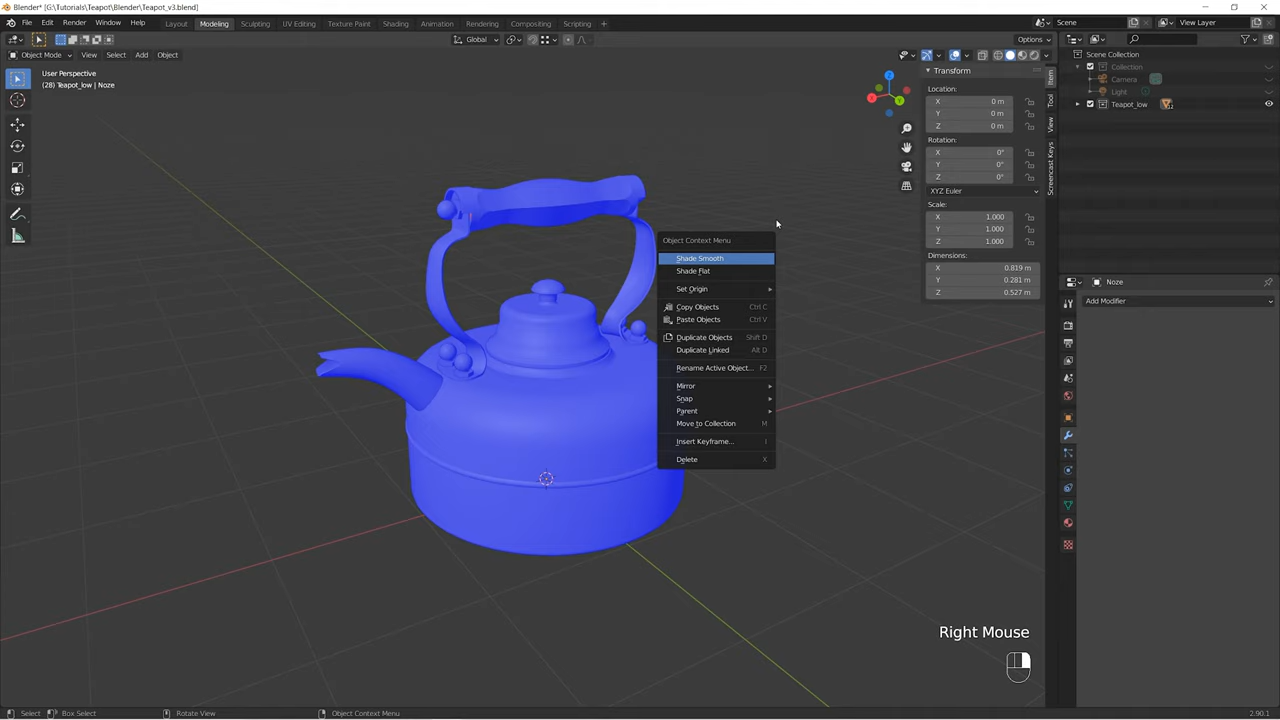 Blender* [G:\Tutorials\Teapot\Blender\Teapot_v3.blend]
File Edit Render Window Help Layout Modeling Sculpting UV Editing Texture Paint Shading Animation Rendering Compositing Scripting Scene View Layer
Global Options
Object Mode View Select Add Object
User Perspective
(28) Teapot_low | Noze
Transform
Location:
X 0 m
Y 0 m
Z 0 m
Rotation:
X 0°
Y 0°
Z 0°
XYZ Euler
Scale:
X 1.000
Y 1.000
Z 1.000
Dimensions:
X 0.819 m
Y 0.281 m
Z 0.527 m
Item
Tool
View
Screencast Keys
Scene Collection
Collection
Camera
Light
Teapot_low
Noze
Add Modifier
Object Context Menu
Shade Smooth
Shade Flat
Set Origin
Copy Objects Ctrl C
Paste Objects Ctrl V
Duplicate Objects Shift D
Duplicate Linked Alt D
Rename Active Object... F2
Mirror
Snap
Parent
Move to Collection M
Insert Keyframe... I
Delete X
Right Mouse
Select Box Select Rotate View Object Context Menu 2.90.1